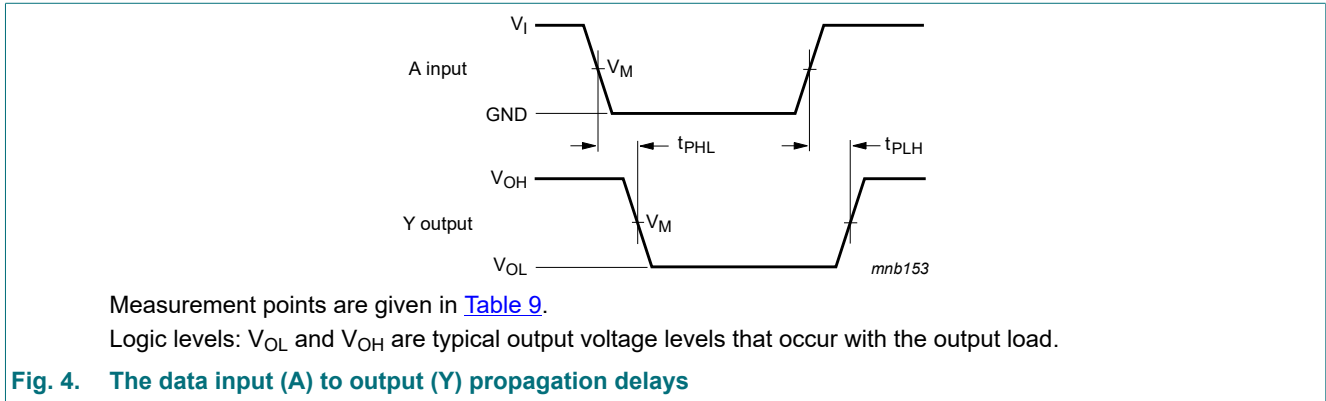 VI
A input
VM
GND
tPHL
tPLH
VOH
Y output
VM
VOL
mnb153
Measurement points are given in Table 9.
Logic levels: VOL and VOH are typical output voltage levels that occur with the output load.
Fig. 4. The data input (A) to output (Y) propagation delays